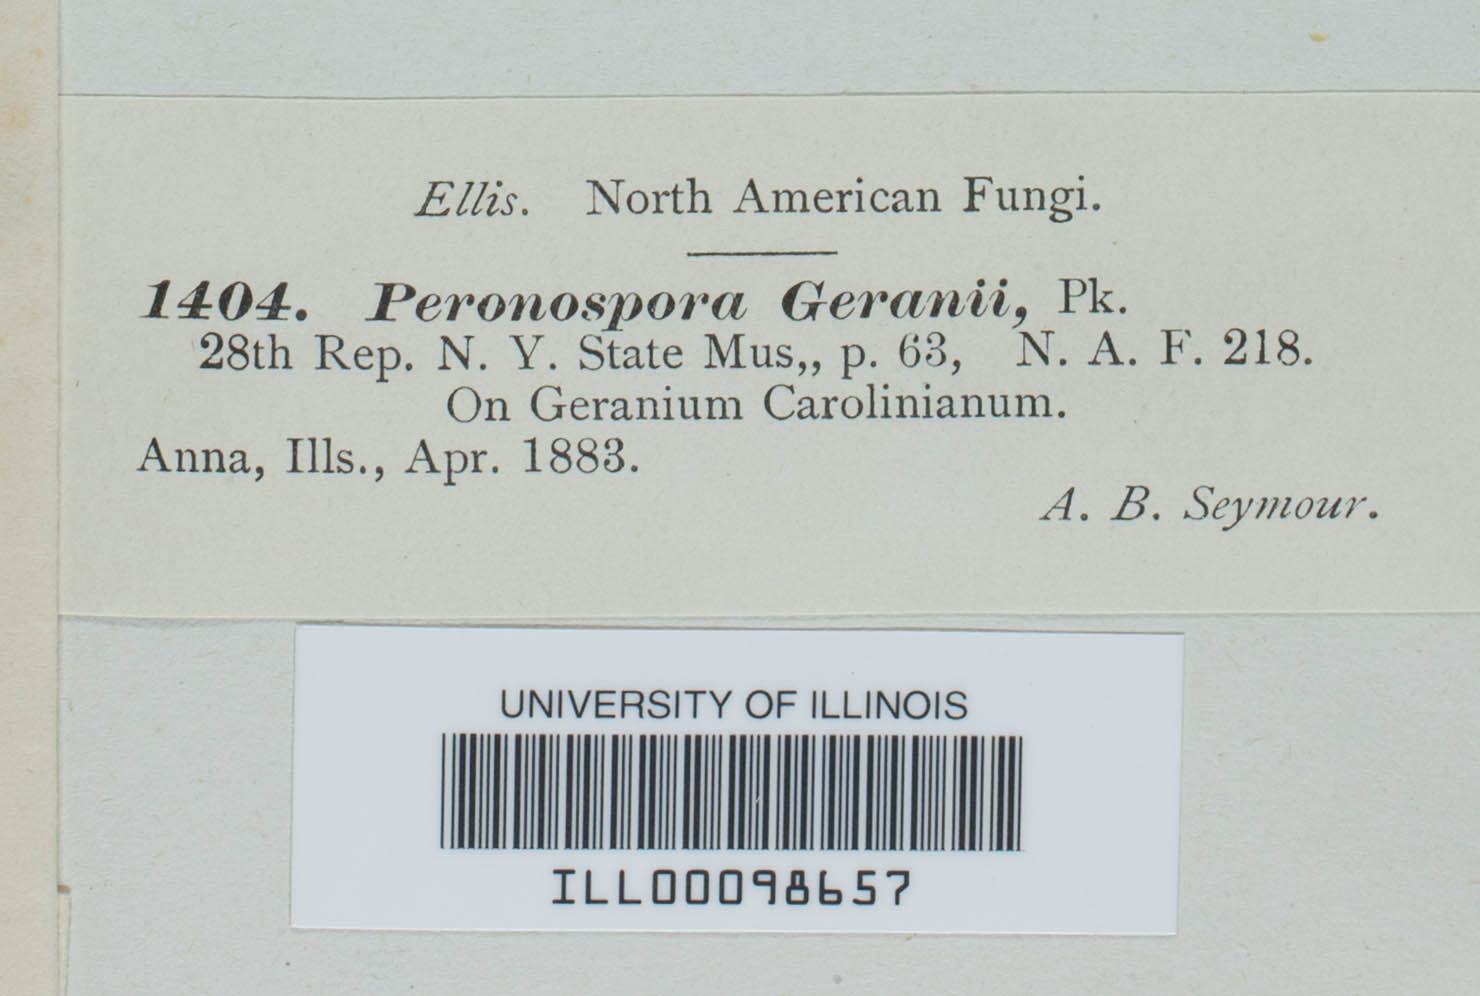 Ellis. North American Fungi.
1404. Peronospora Geranii, Pk.
28th Rep. N. Y. State Mus,, p. 63, N. A. F. 218.
On Geranium Carolinianum.
Anna, Ills., Apr. 1883.
A. B. Seymour.
UNIVERSITY OF ILLINOIS
ILL00098657